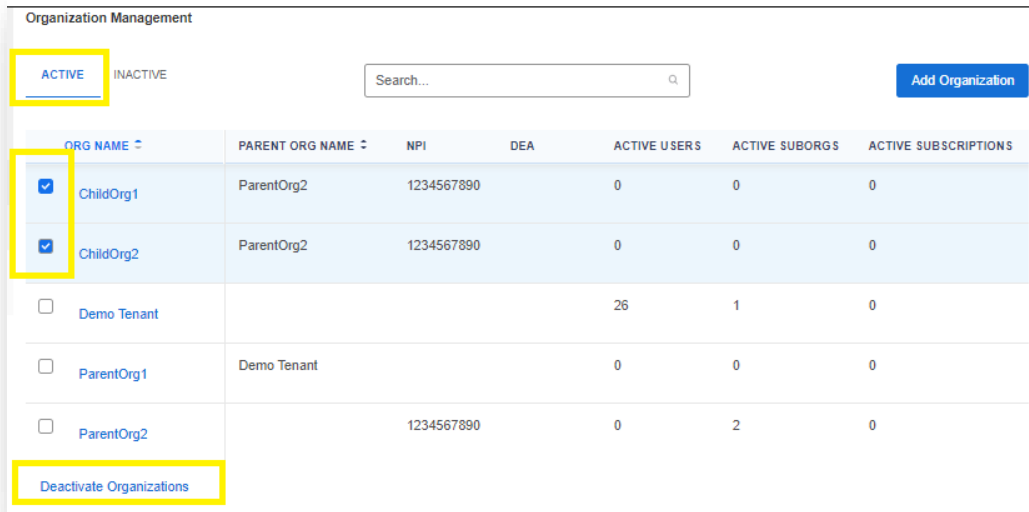 Organization Management
ACTIVE INACTIVE Search... Add Organization
ORG NAME PARENT ORG NAME NPI DEA ACTIVE USERS ACTIVE SUBORGS ACTIVE SUBSCRIPTIONS
ChildOrg1 ParentOrg2 1234567890 0 0 0
ChildOrg2 ParentOrg2 1234567890 0 0 0
Demo Tenant 26 1 0
ParentOrg1 Demo Tenant 0 0 0
ParentOrg2 1234567890 0 2 0
Deactivate Organizations